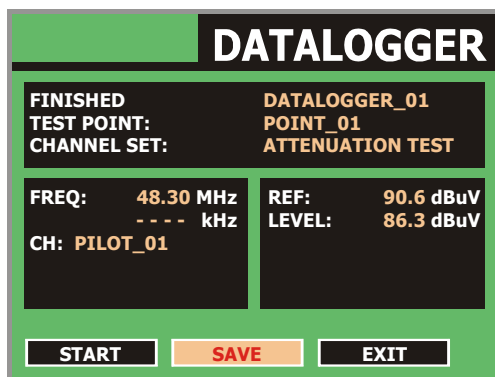 DATALOGGER
FINISHED DATALOGGER_01
TEST POINT: POINT_01
CHANNEL SET: ATTENUATION TEST
FREQ: 48.30 MHz
- - - - kHz
CH: PILOT_01
REF: 90.6 dBuV
LEVEL: 86.3 dBuV
START SAVE EXIT